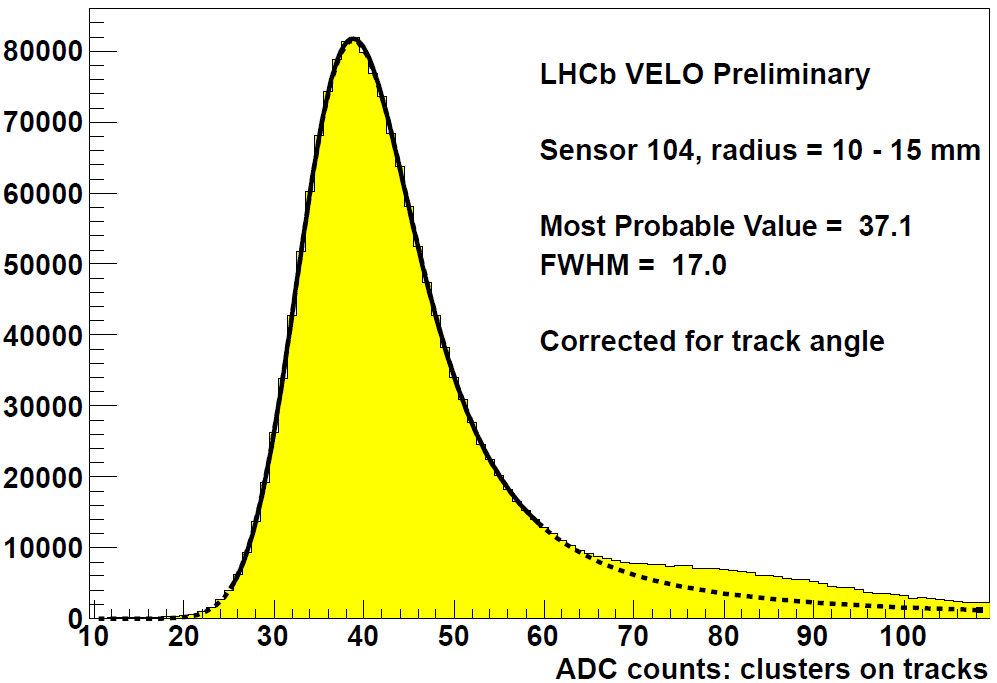 80000
70000
60000
50000
40000
30000
20000
10000
0
LHCb VELO Preliminary
Sensor 104, radius = 10 - 15 mm
Most Probable Value = 37.1
FWHM = 17.0
Corrected for track angle
10 20 30 40 50 60 70 80 90 100
ADC counts: clusters on tracks